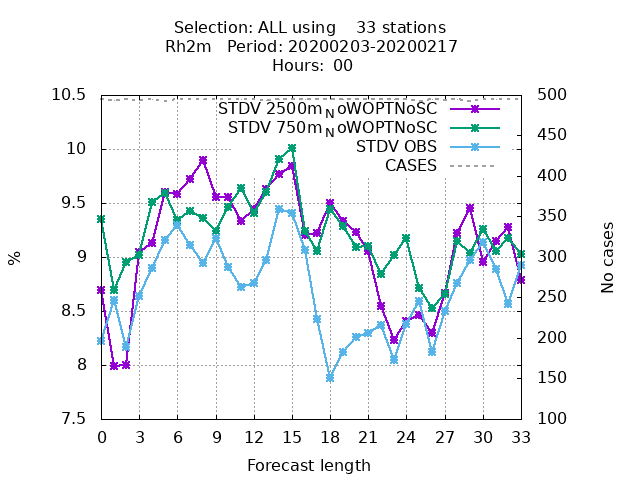 Selection: ALL using    33 stations
Rh2m   Period: 20200203-20200217
Hours:  00
STDV 2500m_NoWOPTNoSC
STDV 750m_NoWOPTNoSC
STDV OBS
CASES
10.5
10
9.5
9
8.5
8
7.5
%
500
450
400
350
300
250
200
150
100
No cases
0 3 6 9 12 15 18 21 24 27 30 33
Forecast length